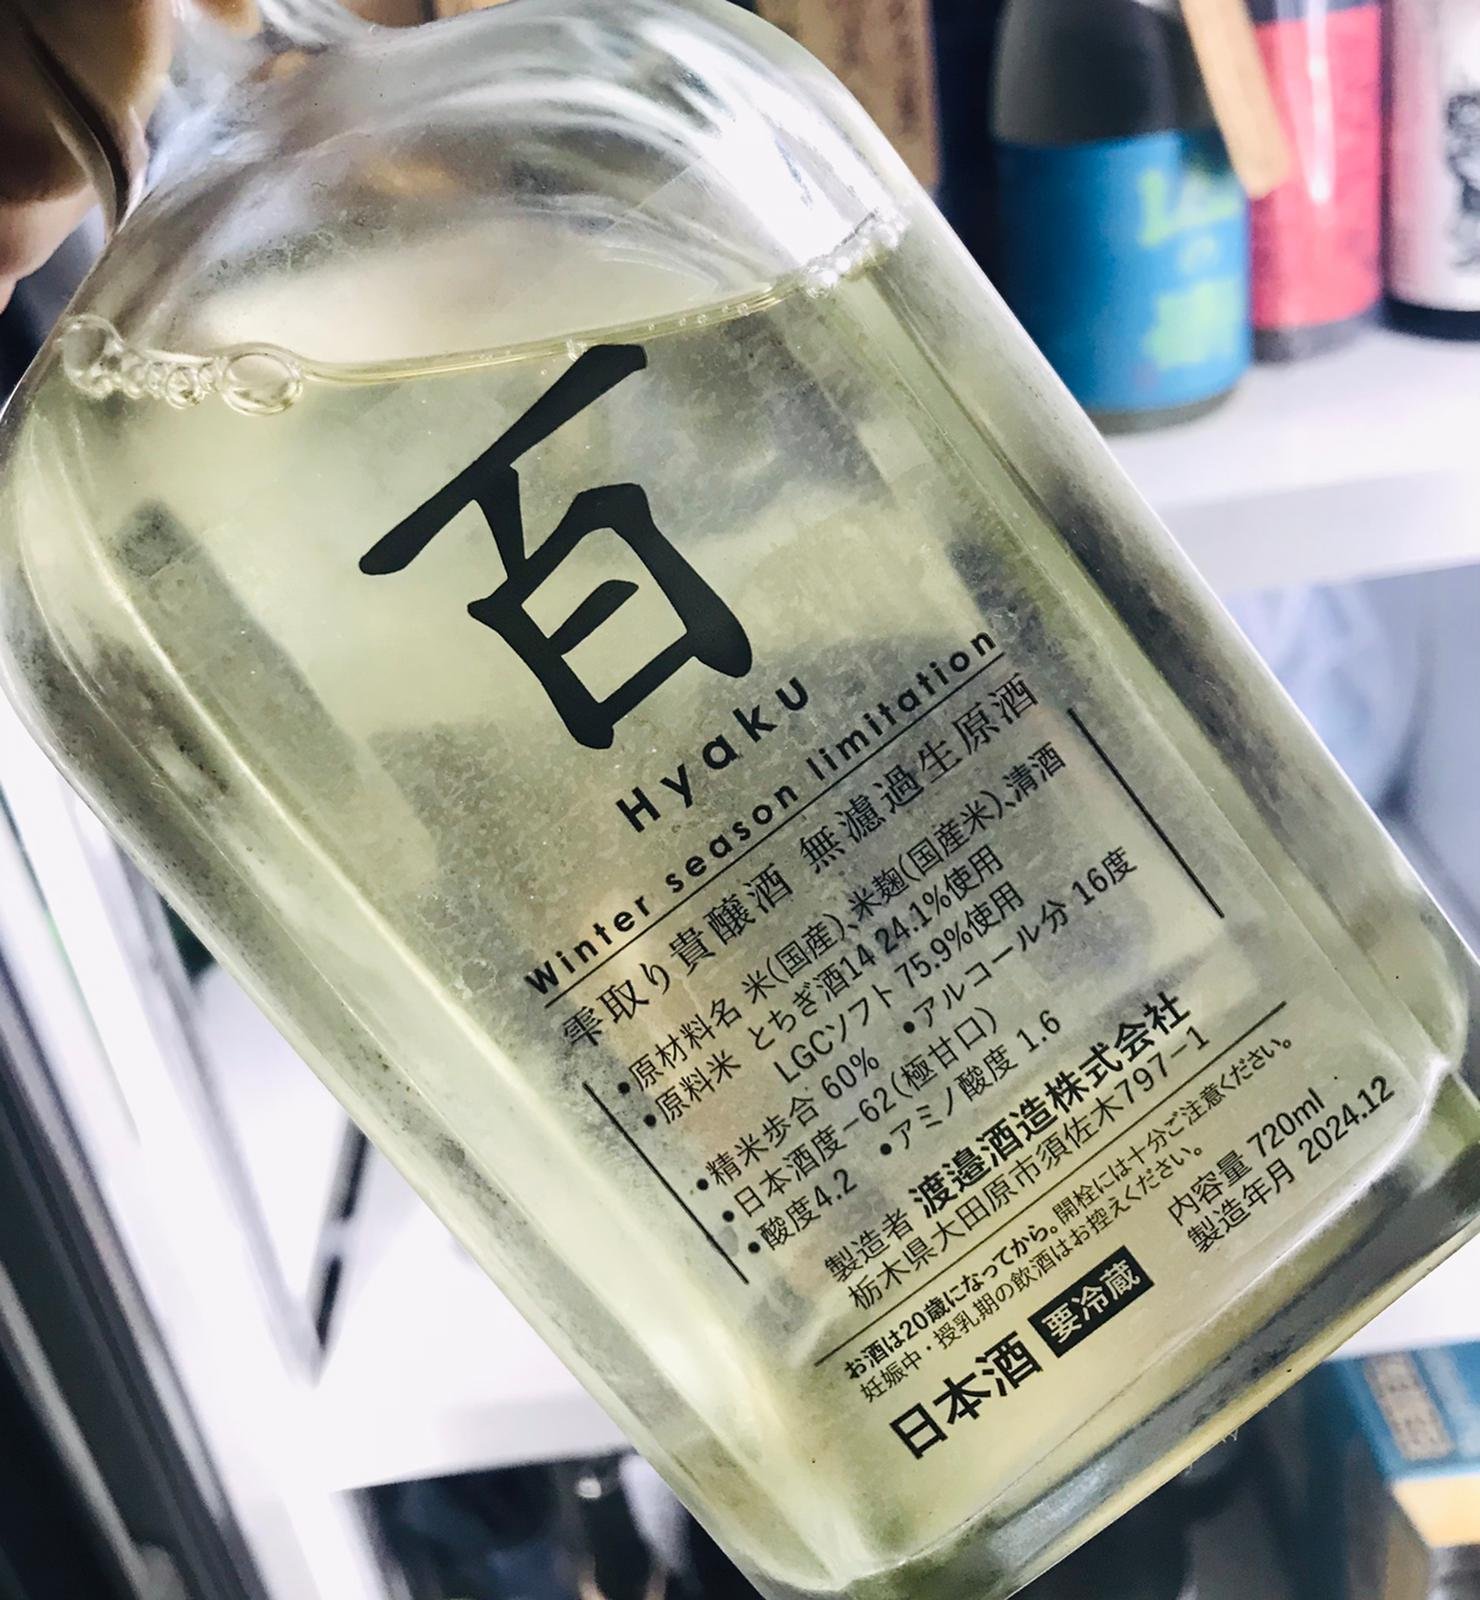 百
Hyaku
Winter season limitation
雫取り貴醸酒 無濾過生原酒
•原材料名 米(国産)、米麹(国産米)、清酒
•原料米 とちぎ酒14 24.1%使用
LGCソフト 75.9%使用
•精米歩合 60% •アルコール分 16度
•日本酒度−62(極甘口)
•酸度4.2 •アミノ酸度 1.6
製造者 渡邉酒造株式会社
栃木県大田原市須佐木797−1
お酒は20歳になってから。開栓には十分ご注意ください。
妊娠中・授乳期の飲酒はお控えください。
日本酒 要冷蔵
内容量 720ml
製造年月 2024.12